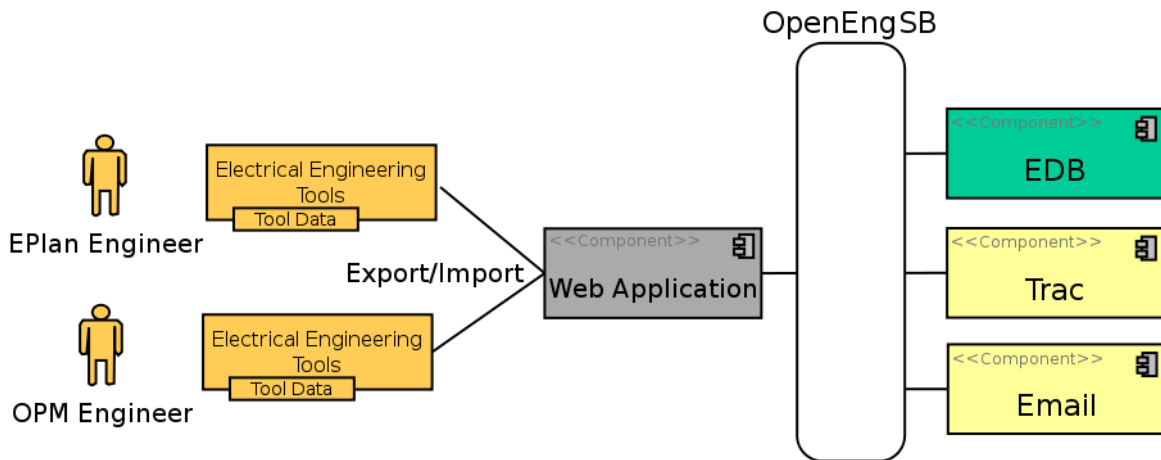 OpenEngSB
<<Component>>
EDB
Electrical Engineering
Tools
Tool Data
EPlan Engineer
<<Component>>
Web Application
Export/Import
<<Component>>
Trac
Electrical Engineering
Tools
Tool Data
OPM Engineer
<<Component>>
Email